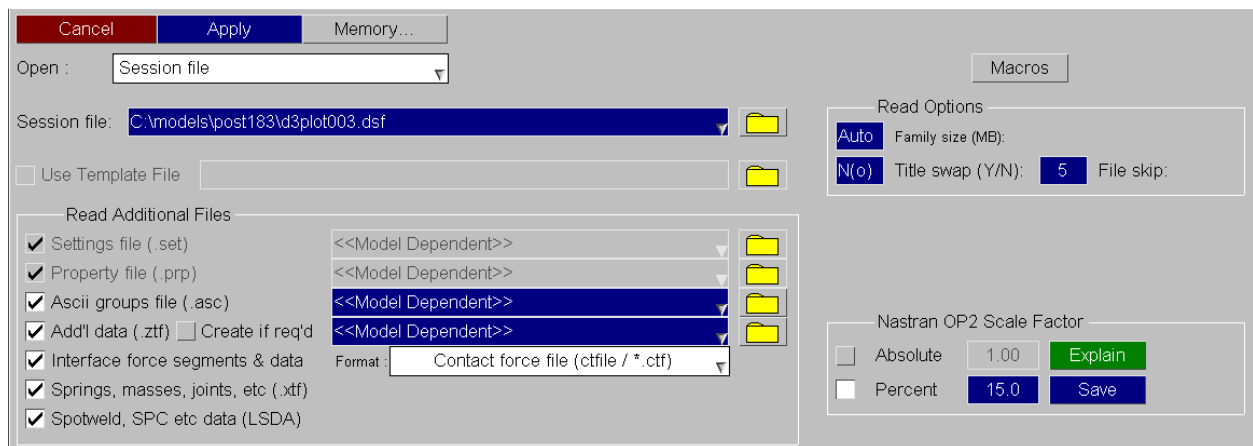 Cancel Apply Memory...
Open : Session file Macros
Session file: C:\models\post183\d3plot003.dsf
Use Template File
Read Options
Auto Family size (MB):
N(o) Title swap (Y/N): 5 File skip:
Read Additional Files
Settings file (.set) <<Model Dependent>>
Property file (.prp) <<Model Dependent>>
Ascii groups file (.asc) <<Model Dependent>>
Add'l data (.ztf) Create if req'd <<Model Dependent>>
Interface force segments & data Format : Contact force file (ctfile / *.ctf)
Springs, masses, joints, etc (.xtf)
Spotweld, SPC etc data (LSDA)
Nastran OP2 Scale Factor
Absolute 1.00 Explain
Percent 15.0 Save